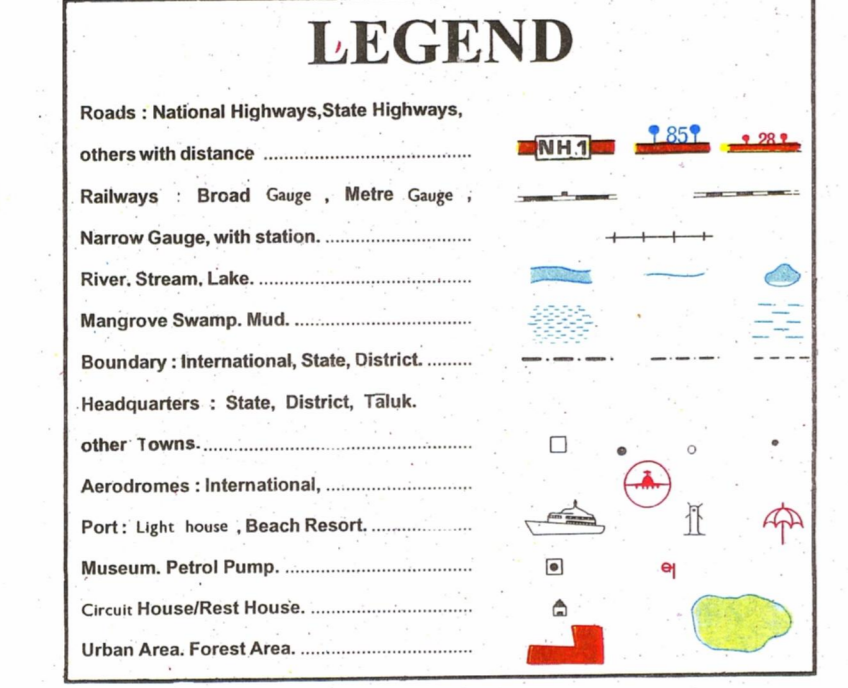 LEGEND
Roads : National Highways,State Highways,
others with distance ........................................ NH.1 85 28
Railways : Broad Gauge , Metre Gauge ,
Narrow Gauge, with station. ............................
River. Stream, Lake. .........................................
Mangrove Swamp. Mud. ..................................
Boundary : International, State, District. .........
Headquarters : State, District, Taluk.
other Towns. ....................................................
Aerodromes : International, ............................
Port : Light house , Beach Resort. ...................
Museum. Petrol Pump. ....................................
Circuit House/Rest House. ...............................
Urban Area. Forest Area. .................................